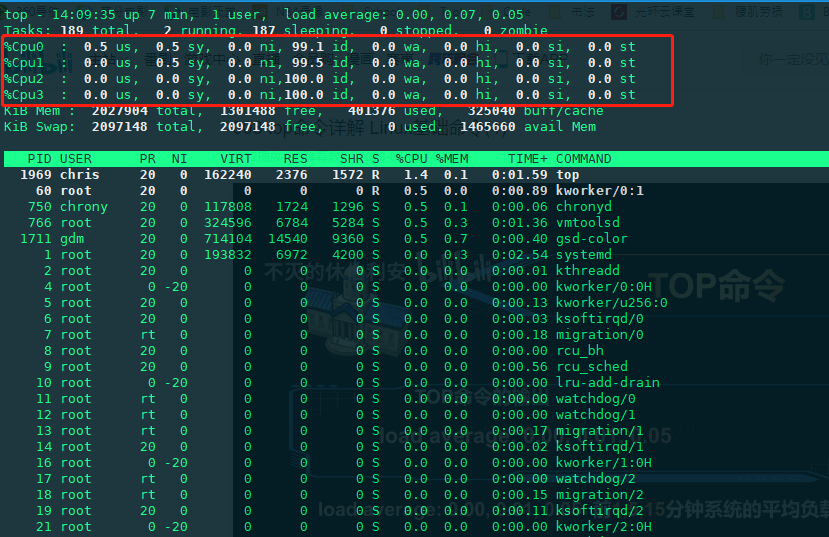 top - 14:09:35 up 7 min,  1 user,  load average: 0.00, 0.07, 0.05
Tasks: 189 total,   2 running, 187 sleeping,   0 stopped,   0 zombie
%Cpu0  :  0.5 us,  0.5 sy,  0.0 ni, 99.1 id,  0.0 wa,  0.0 hi,  0.0 si,  0.0 st
%Cpu1  :  0.0 us,  0.5 sy,  0.0 ni, 99.5 id,  0.0 wa,  0.0 hi,  0.0 si,  0.0 st
%Cpu2  :  0.0 us,  0.0 sy,  0.0 ni,100.0 id,  0.0 wa,  0.0 hi,  0.0 si,  0.0 st
%Cpu3  :  0.0 us,  0.0 sy,  0.0 ni,100.0 id,  0.0 wa,  0.0 hi,  0.0 si,  0.0 st
KiB Mem :  2027904 total,  1301488 free,   401376 used,   325040 buff/cache
KiB Swap:  2097148 total,  2097148 free,        0 used.  1465660 avail Mem
PID USER      PR  NI    VIRT    RES    SHR S  %CPU %MEM     TIME+ COMMAND
1969 chris     20   0  162240   2376   1572 R   1.4  0.1   0:01.59 top
60 root      20   0       0      0      0 R   0.5  0.0   0:00.89 kworker/0:1
750 chrony    20   0  117808   1724   1296 S   0.5  0.1   0:00.06 chronyd
766 root      20   0  324596   6784   5284 S   0.5  0.3   0:01.36 vmtoolsd
1711 gdm       20   0  714104  14540   9360 S   0.5  0.7   0:00.40 gsd-color
1 root      20   0  193832   6972   4200 S   0.0  0.3   0:02.54 systemd
2 root      20   0       0      0      0 S   0.0  0.0   0:00.01 kthreadd
4 root       0 -20       0      0      0 S   0.0  0.0   0:00.00 kworker/0:0H
5 root      20   0       0      0      0 S   0.0  0.0   0:00.13 kworker/u256:0
6 root      20   0       0      0      0 S   0.0  0.0   0:00.03 ksoftirqd/0
7 root      rt   0       0      0      0 S   0.0  0.0   0:00.18 migration/0
8 root      20   0       0      0      0 S   0.0  0.0   0:00.00 rcu_bh
9 root      20   0       0      0      0 S   0.0  0.0   0:00.56 rcu_sched
10 root       0 -20       0      0      0 S   0.0  0.0   0:00.00 lru-add-drain
11 root      rt   0       0      0      0 S   0.0  0.0   0:00.00 watchdog/0
12 root      rt   0       0      0      0 S   0.0  0.0   0:00.00 watchdog/1
13 root      rt   0       0      0      0 S   0.0  0.0   0:00.17 migration/1
14 root      20   0       0      0      0 S   0.0  0.0   0:00.02 ksoftirqd/1
16 root       0 -20       0      0      0 S   0.0  0.0   0:00.00 kworker/1:0H
17 root      rt   0       0      0      0 S   0.0  0.0   0:00.00 watchdog/2
18 root      rt   0       0      0      0 S   0.0  0.0   0:00.15 migration/2
19 root      20   0       0      0      0 S   0.0  0.0   0:00.11 ksoftirqd/2
21 root       0 -20       0      0      0 S   0.0  0.0   0:00.00 kworker/2:0H
TOP命令